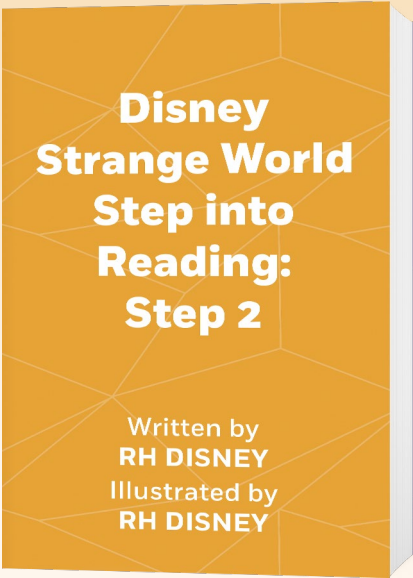 Disney
Strange World
Step into
Reading:
Step 2
Written by
RH DISNEY
Illustrated by
RH DISNEY